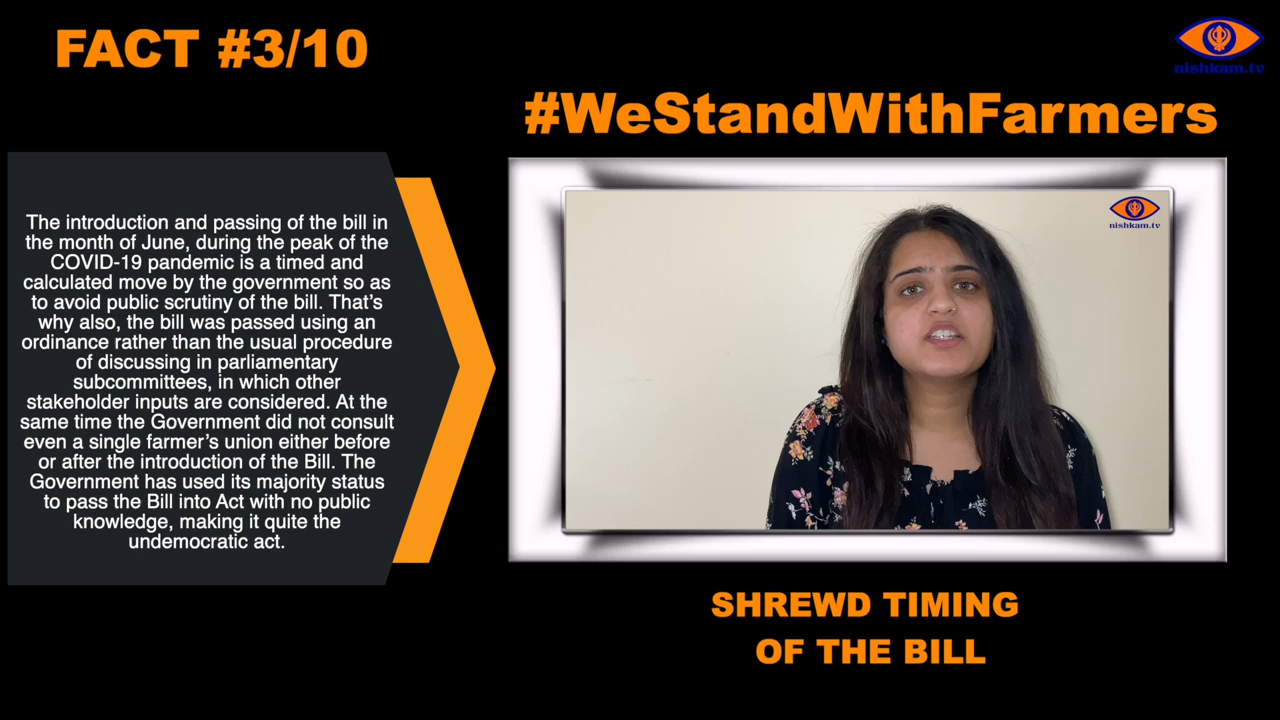 FACT #3/10
nishkam.tv
#WeStandWithFarmers
The introduction and passing of the bill in
the month of June, during the peak of the
COVID-19 pandemic is a timed and
calculated move by the government so as
to avoid public scrutiny of the bill. That's
why also, the bill was passed using an
ordinance rather than the usual procedure
of discussing in parliamentary
subcommittees, in which other
stakeholder inputs are considered. At the
same time the Government did not consult
even a single farmer's union either before
or after the introduction of the Bill. The
Government has used its majority status
to pass the Bill into Act with no public
knowledge, making it quite the
undemocratic act.
nishkam.tv
SHREWD TIMING
OF THE BILL